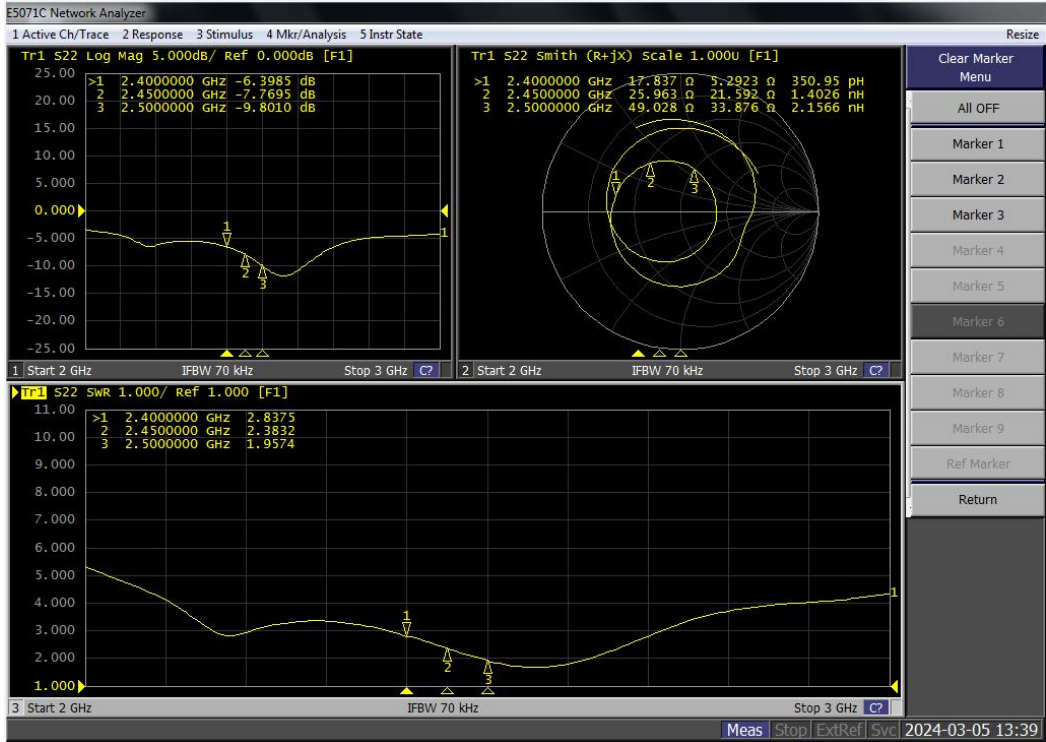 E5071C Network Analyzer
1 Active Ch/Trace 2 Response 3 Stimulus 4 Mkr/Analysis 5 Instr State Resize
Tr1 S22 Log Mag 5.000dB/ Ref 0.000dB [F1]
25.00
20.00
15.00
10.00
5.000
0.000
-5.000
-10.00
-15.00
-20.00
-25.00
>1 2.4000000 GHz -6.3985 dB
2 2.4500000 GHz -7.7695 dB
3 2.5000000 GHz -9.8010 dB
1
2
3
1
1 Start 2 GHz IFBW 70 kHz Stop 3 GHz C?
Tr1 S22 Smith (R+jX) Scale 1.000U [F1]
>1 2.4000000 GHz 17.837 Ω 5.2923 Ω 350.95 pH
2 2.4500000 GHz 25.963 Ω 21.592 Ω 1.4026 nH
3 2.5000000 GHz 49.028 Ω 33.876 Ω 2.1566 nH
1
2
3
2 Start 2 GHz IFBW 70 kHz Stop 3 GHz C?
Tr1 S22 SWR 1.000/ Ref 1.000 [F1]
11.00
10.00
9.000
8.000
7.000
6.000
5.000
4.000
3.000
2.000
1.000
>1 2.4000000 GHz 2.8375
2 2.4500000 GHz 2.3832
3 2.5000000 GHz 1.9574
1
2
3
1
3 Start 2 GHz IFBW 70 kHz Stop 3 GHz C?
Clear Marker
Menu
All OFF
Marker 1
Marker 2
Marker 3
Marker 4
Marker 5
Marker 6
Marker 7
Marker 8
Marker 9
Ref Marker
Return
Meas Stop ExtRef Svc 2024-03-05 13:39